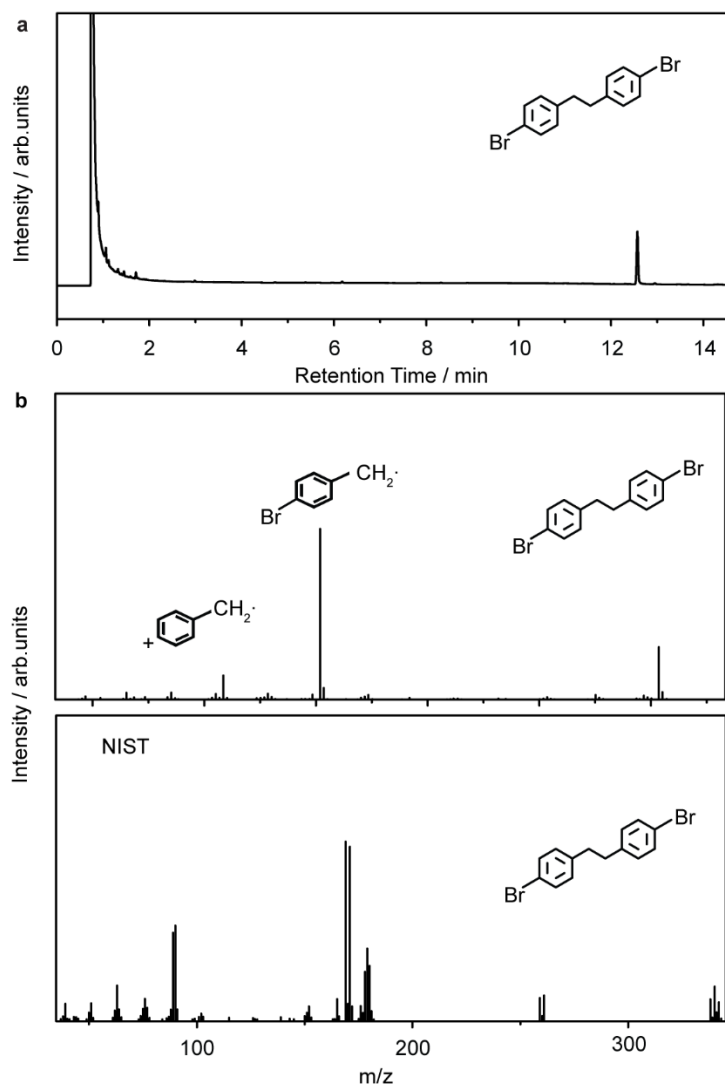 a
Intensity / arb.units
Br
Br
0 2 4 6 8 10 12 14
Retention Time / min
b
Intensity / arb.units
CH2·
Br
Br
Br
CH2·
+
NIST
Br
Br
100 200 300
m/z